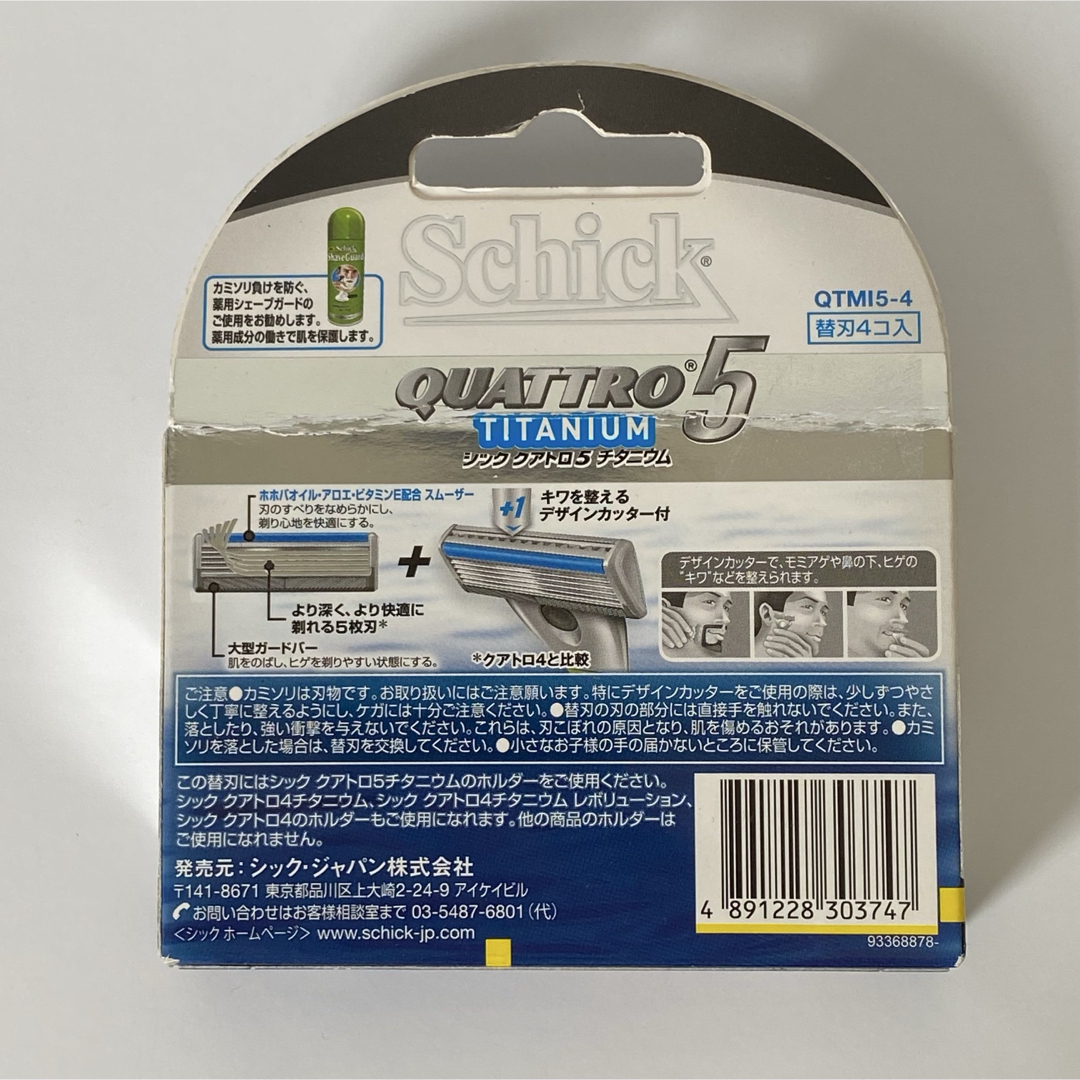 Schick®
Schick
Shave Guard
カミソリ負けを防ぐ、
薬用シェーブガードの
ご使用をお勧めします。
薬用成分の働きで肌を保護します。
QTMI5-4
替刃4コ入
QUATTRO®5
TITANIUM
シック クアトロ5 チタニウム
ホホバオイル・アロエ・ビタミンE配合 スムーザー
刃のすべりをなめらかにし、
剃り心地を快適にする。
+
より深く、より快適に
剃れる5枚刃*
大型ガードバー
肌をのばし、ヒゲを剃りやすい状態にする。
+1
キワを整える
デザインカッター付
*クアトロ4と比較
デザインカッターで、モミアゲや鼻の下、ヒゲの
“キワ”などを整えられます。
ご注意●カミソリは刃物です。お取り扱いにはご注意願います。特にデザインカッターをご使用の際は、少しずつやさ
しく丁寧に整えるようにし、ケガには十分ご注意ください。●替刃の刃の部分には直接手を触れないでください。また、
落としたり、強い衝撃を与えないでください。これらは、刃こぼれの原因となり、肌を傷めるおそれがあります。●カミ
ソリを落とした場合は、替刃を交換してください。●小さなお子様の手の届かないところに保管してください。
この替刃にはシック クアトロ5チタニウムのホルダーをご使用ください。
シック クアトロ4チタニウム、シック クアトロ4チタニウム レボリューション、
シック クアトロ4のホルダーもご使用になれます。他の商品のホルダーは
ご使用になれません。
発売元:シック・ジャパン株式会社
〒141-8671 東京都品川区上大崎2-24-9 アイケイビル
お問い合わせはお客様相談室まで 03-5487-6801(代)
<シック ホームページ> www.schick-jp.com
4 891228 303747
93368878-